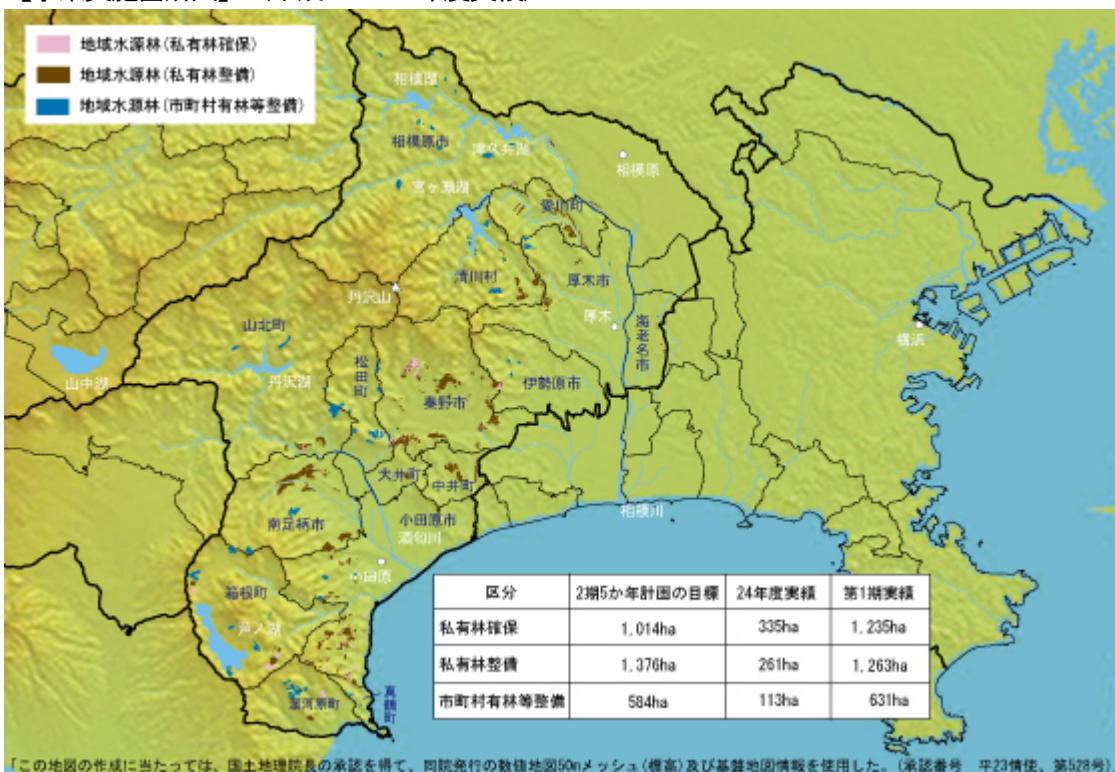 地域水源林(私有林確保)
地域水源林(私有林整備)
地域水源林(市町村有林等整備)
相模湖
相模原市
津久井湖
相模原
宮ヶ瀬湖
愛川町
清川村
厚木市
丹沢山
厚木
海老名市
横浜
山北町
松田町
山中湖
丹沢湖
伊勢原市
秦野市
大井町
中井町
相模川
南足柄市
小田原市
酒匂川
小田原
箱根町
芦ノ湖
湯河原町
真鶴町
区分 2期5か年計画の目標 24年度実績 第1期実績
私有林確保 1,014ha 335ha 1,235ha
私有林整備 1,376ha 261ha 1,263ha
市町村有林等整備 584ha 113ha 631ha
「この地図の作成に当たっては、国土地理院長の承認を得て、同院発行の数値地図50mメッシュ(標高)及び基盤地図情報を使用した。(承認番号 平23情使、第528号)